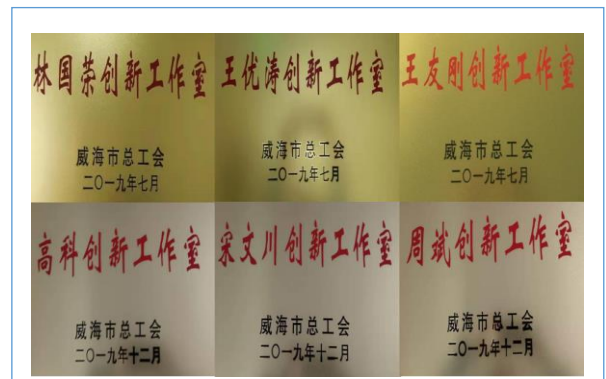 林国荣创新工作室
威海市总工会
二〇一九年七月
王优涛创新工作室
威海市总工会
二〇一九年七月
王友刚创新工作室
威海市总工会
二〇一九年七月
高科创新工作室
威海市总工会
二〇一九年十二月
宋文川创新工作室
威海市总工会
二〇一九年十二月
周斌创新工作室
威海市总工会
二〇一九年十二月